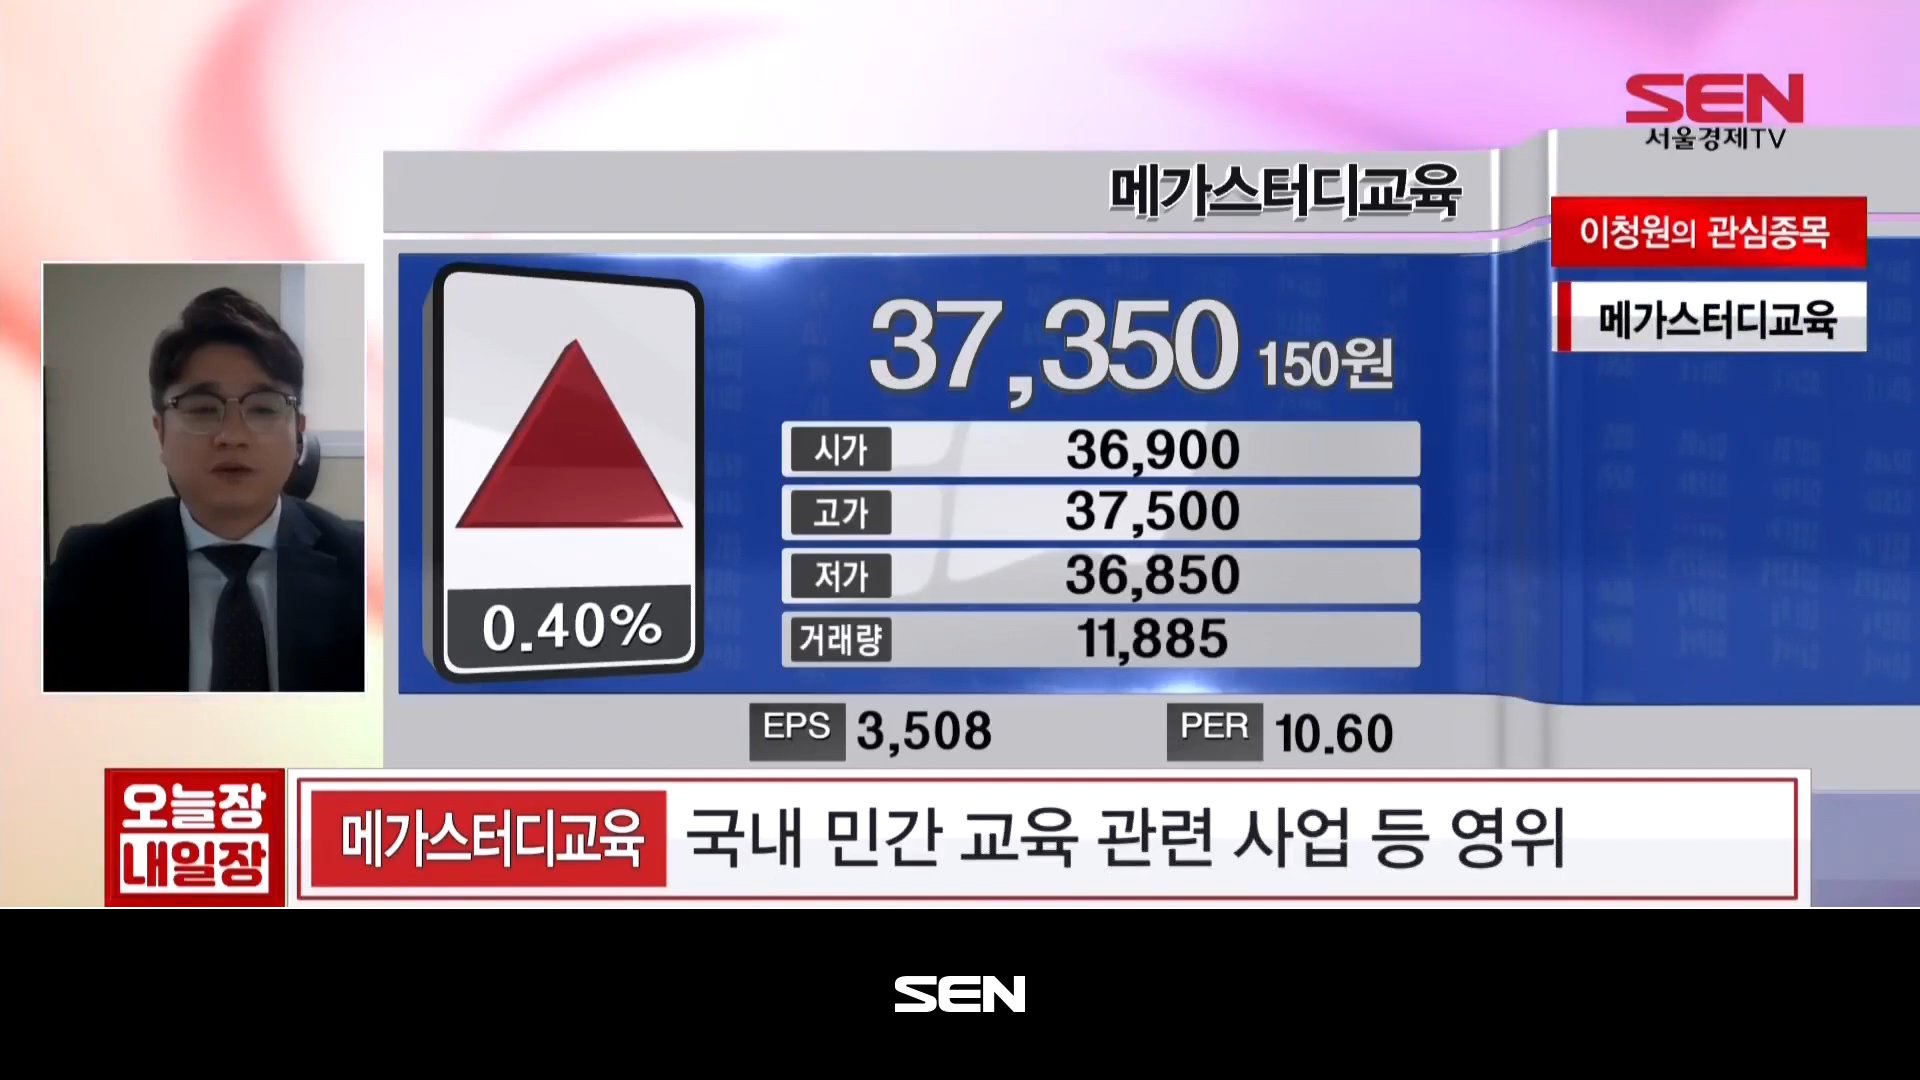 SEN
서울경제TV
메가스터디교육
이청원의 관심종목
메가스터디교육
37,350 150원
시가 36,900
고가 37,500
저가 36,850
거래량 11,885
0.40%
EPS 3,508 PER 10.60
오늘장
내일장
메가스터디교육 국내 민간 교육 관련 사업 등 영위
SEN